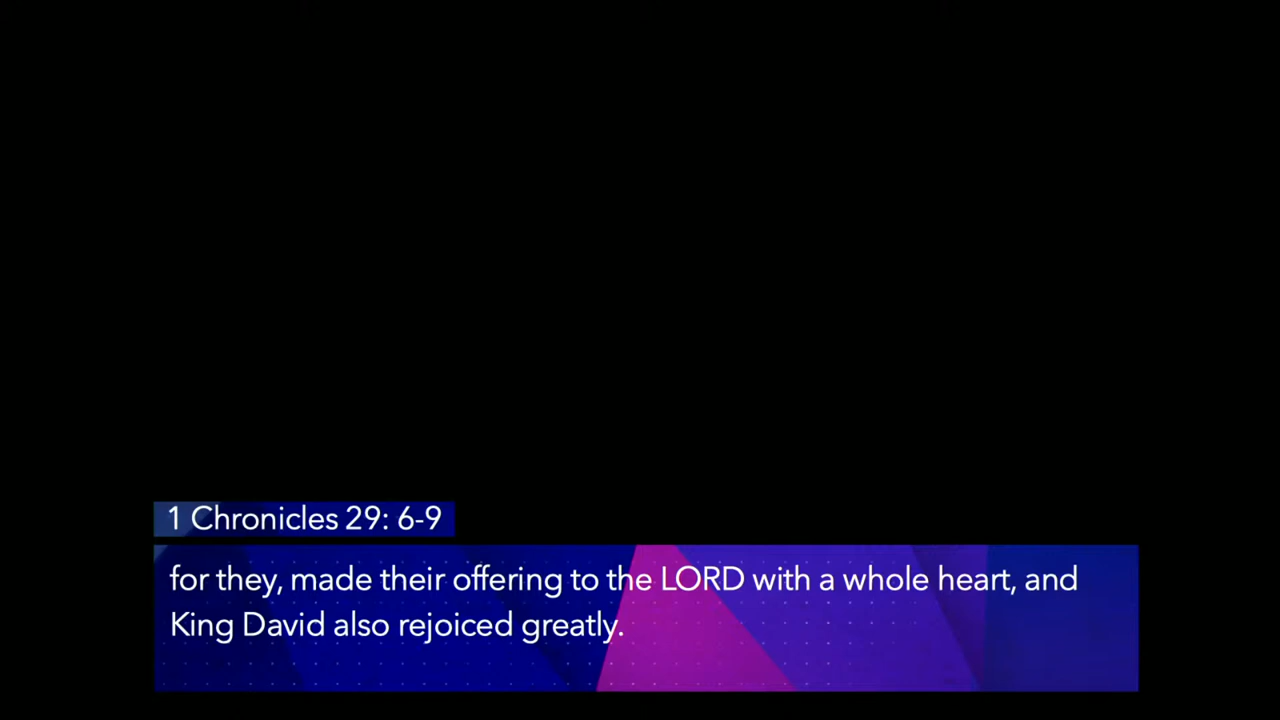 1 Chronicles 29: 6-9
for they, made their offering to the LORD with a whole heart, and
King David also rejoiced greatly.